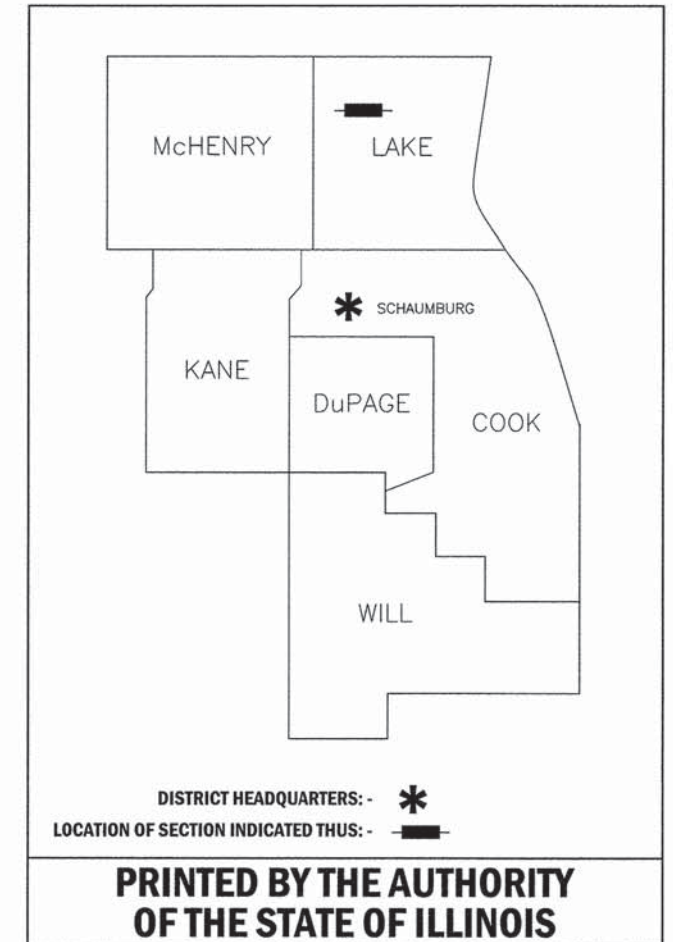 McHENRY
LAKE
SCHAUMBURG
KANE
DuPAGE
COOK
WILL
DISTRICT HEADQUARTERS: -
LOCATION OF SECTION INDICATED THUS: -
PRINTED BY THE AUTHORITY
OF THE STATE OF ILLINOIS